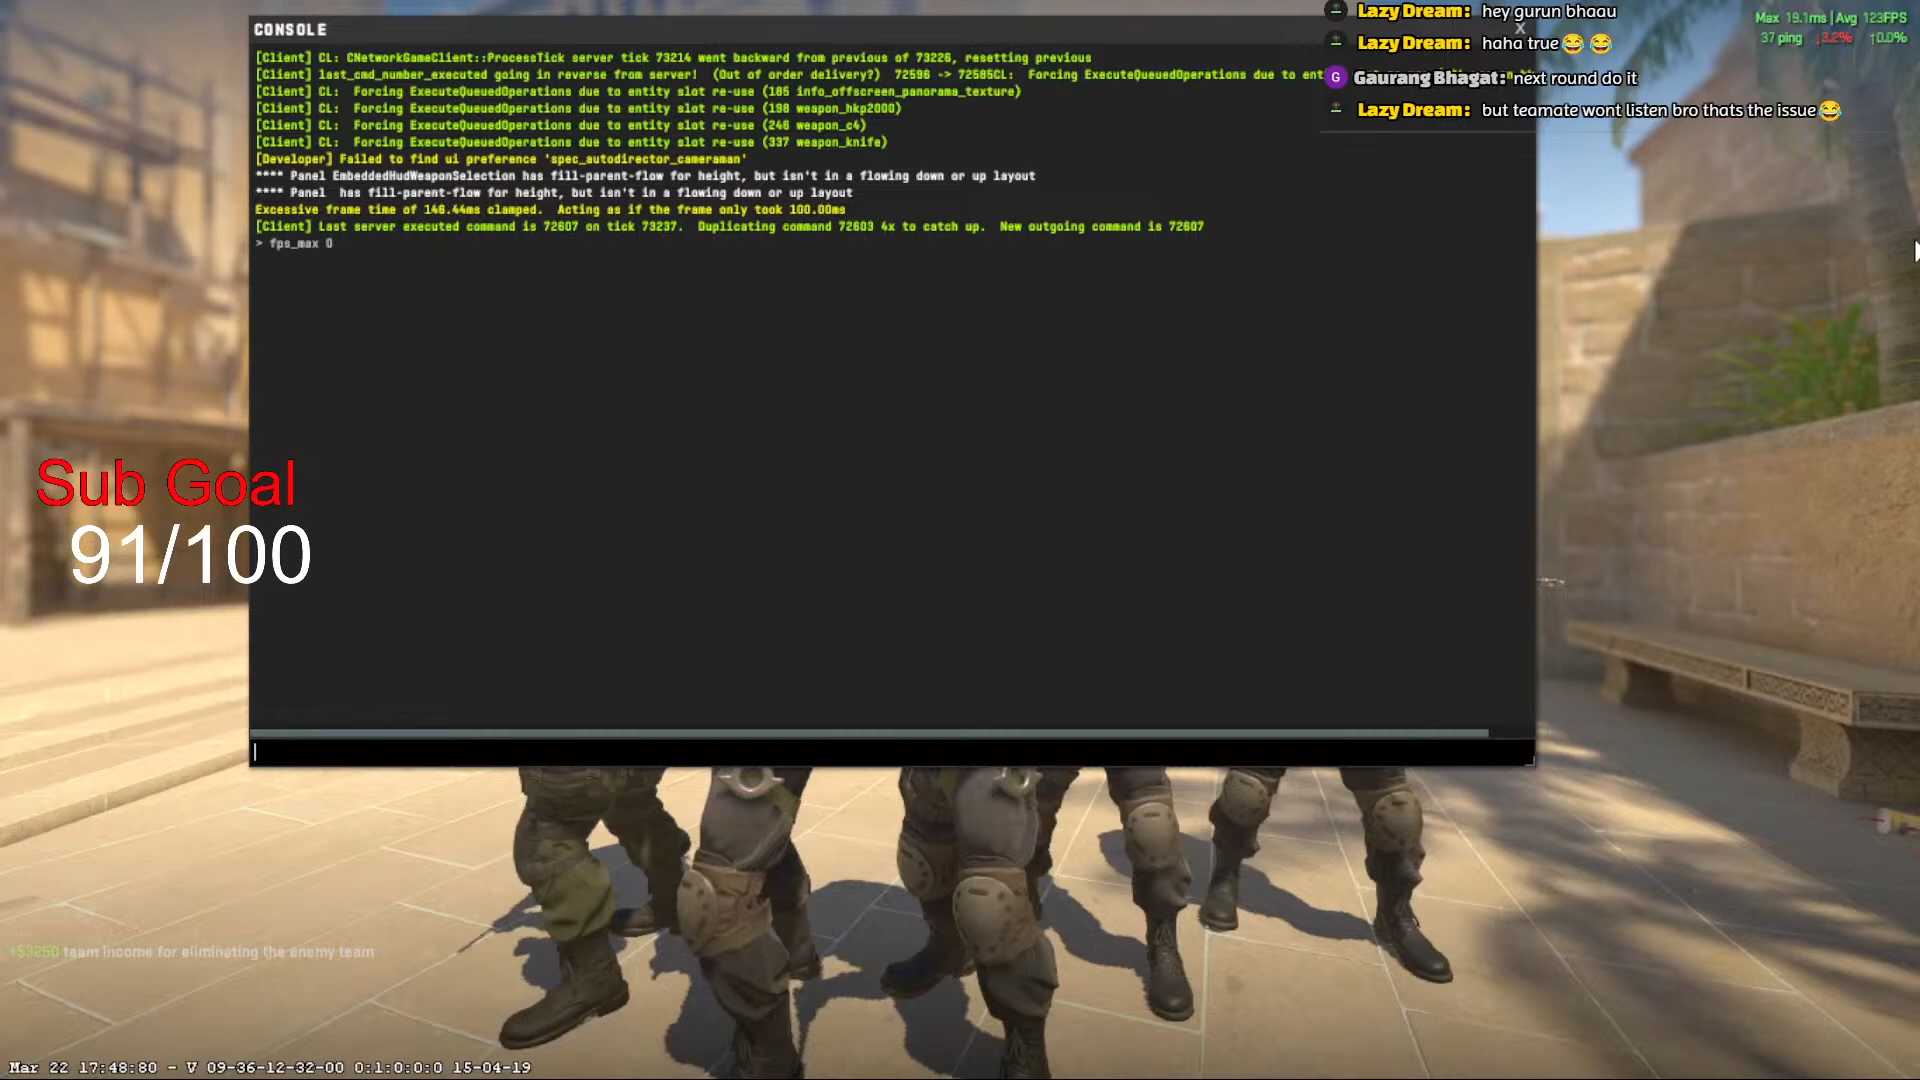 CONSOLE
[Client] CL: CNetworkGameClient::ProcessTick server tick 73214 went backward from previous of 73226, resetting previous
[Client] last_cmd_number_executed going in reverse from server! (Out of order delivery?) 72596 -> 72585CL: Forcing ExecuteQueuedOperations due to ent
[Client] CL: Forcing ExecuteQueuedOperations due to entity slot re-use (185 info_offscreen_panorama_texture)
[Client] CL: Forcing ExecuteQueuedOperations due to entity slot re-use (198 weapon_hkp2000)
[Client] CL: Forcing ExecuteQueuedOperations due to entity slot re-use (246 weapon_c4)
[Client] CL: Forcing ExecuteQueuedOperations due to entity slot re-use (337 weapon_knife)
[Developer] Failed to find ui preference 'spec_autodirector_cameraman'
**** Panel EmbeddedHudWeaponSelection has fill-parent-flow for height, but isn't in a flowing down or up layout
**** Panel  has fill-parent-flow for height, but isn't in a flowing down or up layout
Excessive frame time of 146.44ms clamped. Acting as if the frame only took 100.00ms
[Client] Last server executed command is 72607 on tick 73237. Duplicating command 72603 4x to catch up. New outgoing command is 72607
> fps_max 0
Lazy Dream: hey gurun bhaau
X
Lazy Dream: haha true😂 😂
G Gaurang Bhagat: next round do it
Lazy Dream: but teamate wont listen bro thats the issue😂
Max 19.1ms | Avg 123FPS
37 ping ↓3.2% ↑0.0%
Sub Goal
91/100
+$3250 team income for eliminating the enemy team
Mar 22 17:48:80 - V 09-36-12-32-00 0:1:0:0:0 15-04-19